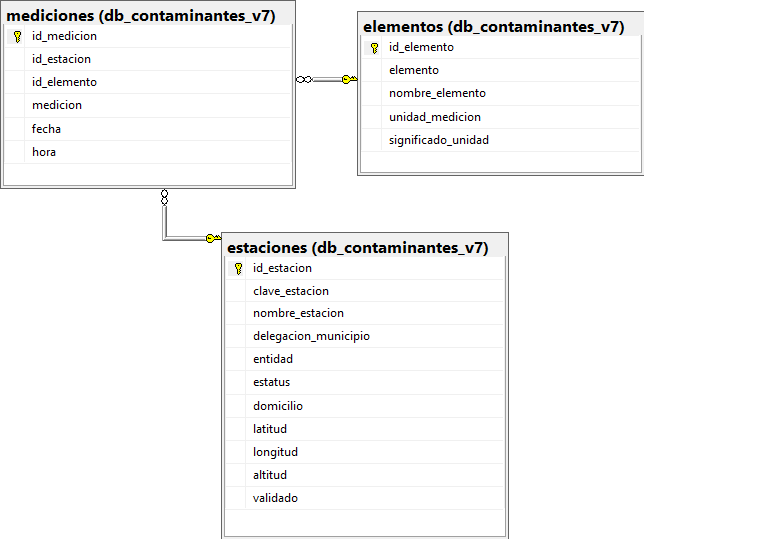 mediciones (db_contaminantes_v7)
id_medicion
id_estacion
id_elemento
medicion
fecha
hora
elementos (db_contaminantes_v7)
id_elemento
elemento
nombre_elemento
unidad_medicion
significado_unidad
estaciones (db_contaminantes_v7)
id_estacion
clave_estacion
nombre_estacion
delegacion_municipio
entidad
estatus
domicilio
latitud
longitud
altitud
validado